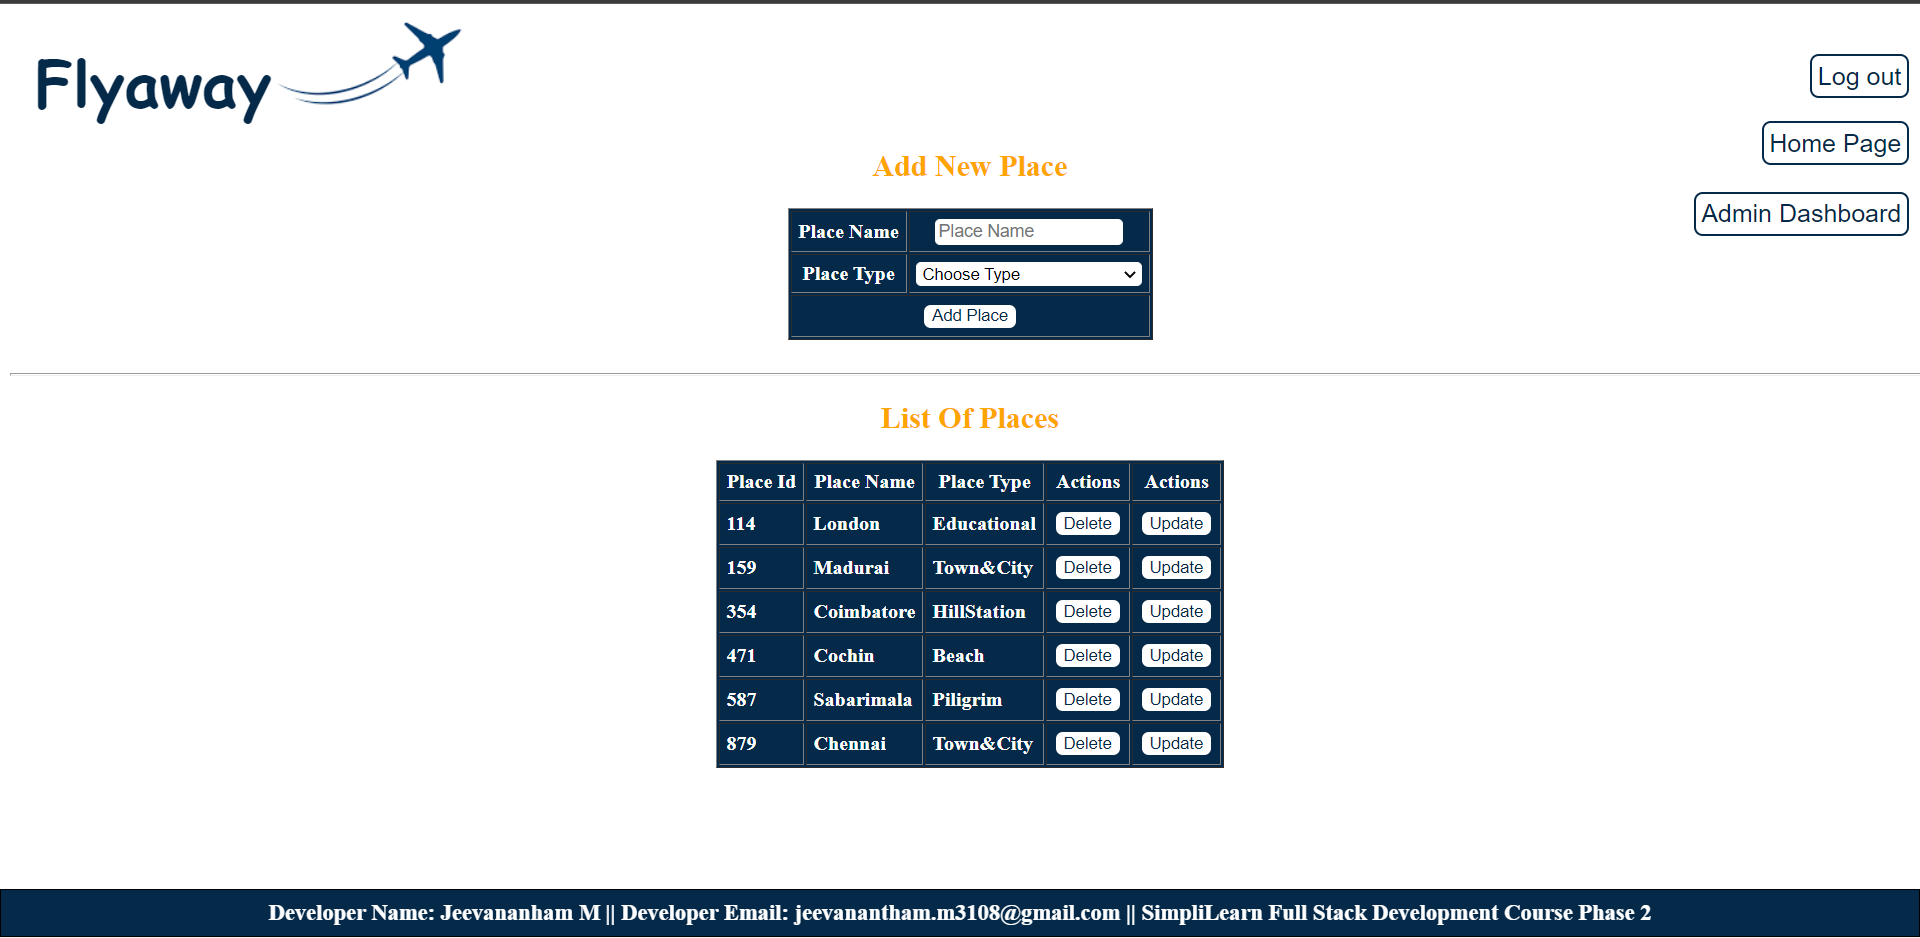 Flyaway
Log out
Home Page
Admin Dashboard
Add New Place
Place Name Place Name
Place Type Choose Type
Add Place
List Of Places
Place Id Place Name Place Type Actions Actions
114 London Educational Delete Update
159 Madurai Town&City Delete Update
354 Coimbatore HillStation Delete Update
471 Cochin Beach Delete Update
587 Sabarimala Piligrim Delete Update
879 Chennai Town&City Delete Update
Developer Name: Jeevananham M || Developer Email: jeevanantham.m3108@gmail.com || SimpliLearn Full Stack Development Course Phase 2